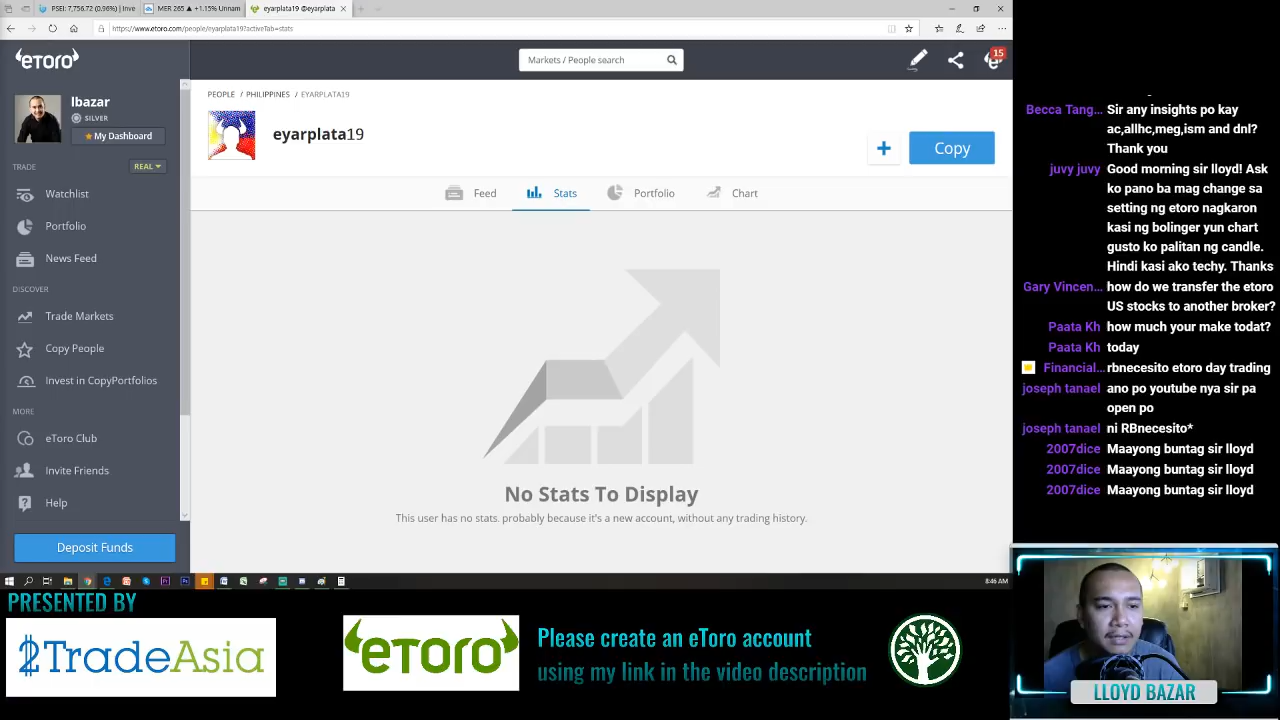 PSEi: 7,756.72 (0.96%) | Inve
MER 265 ▲ +1.15% Unnam
eyarplata19 @eyarplata
https://www.etoro.com/people/eyarplata19?activeTab=stats
eToro
Markets / People search
15
lbazar
SILVER
My Dashboard
TRADE
REAL
Watchlist
Portfolio
News Feed
DISCOVER
Trade Markets
Copy People
Invest in CopyPortfolios
MORE
eToro Club
Invite Friends
Help
Deposit Funds
PEOPLE / PHILIPPINES / EYARPLATA19
eyarplata19
+
Copy
Feed
Stats
Portfolio
Chart
No Stats To Display
This user has no stats. probably because it's a new account, without any trading history.
8:46 AM
Becca Tang... Sir any insights po kay
ac,allhc,meg,ism and dnl?
Thank you
juvy juvy Good morning sir lloyd! Ask
ko pano ba mag change sa
setting ng etoro nagkaron
kasi ng bolinger yun chart
gusto ko palitan ng candle.
Hindi kasi ako techy. Thanks
Gary Vincen... how do we transfer the etoro
US stocks to another broker?
Paata Kh how much your make todat?
Paata Kh today
Financial... rbnecesito etoro day trading
joseph tanael ano po youtube nya sir pa
open po
joseph tanael ni RBnecesito*
2007dice Maayong buntag sir lloyd
2007dice Maayong buntag sir lloyd
2007dice Maayong buntag sir lloyd
PRESENTED BY
2TradeAsia
eToro
Please create an eToro account
using my link in the video description
LLOYD BAZAR